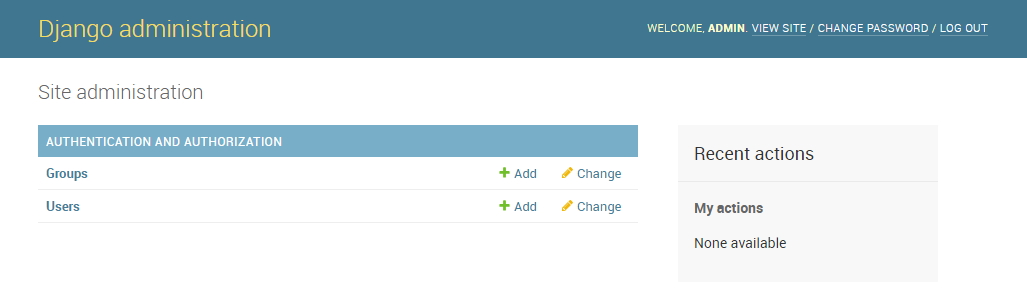 Django administration
WELCOME, ADMIN. VIEW SITE / CHANGE PASSWORD / LOG OUT
Site administration
AUTHENTICATION AND AUTHORIZATION
Groups Add Change
Users Add Change
Recent actions
My actions
None available